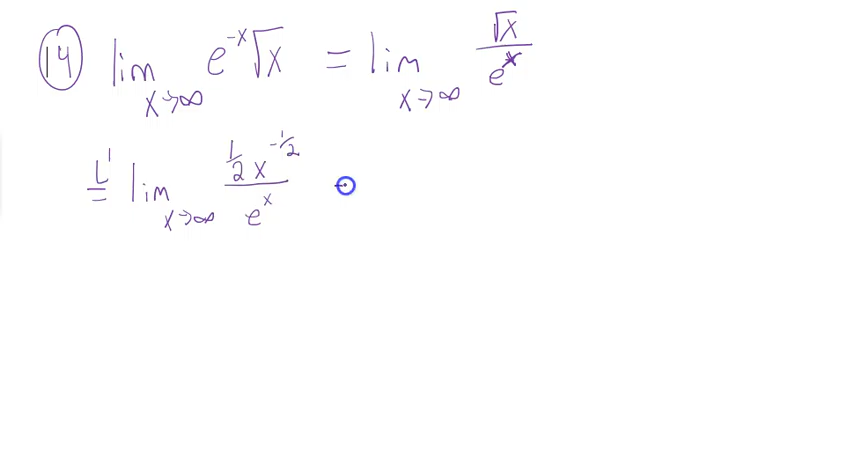 14 lim x→∞ e^-x √x = lim x→∞ √x / e^x
L' = lim x→∞ 1/2 x^-1/2 / e^x